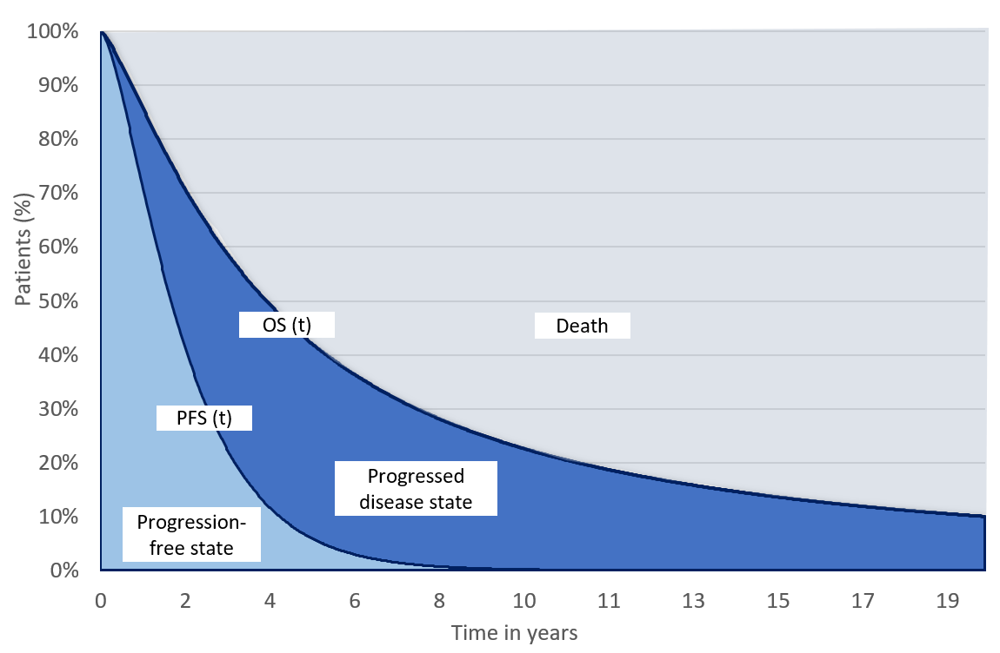 100%
90%
80%
70%
60%
50%
40%
30%
20%
10%
0%
Patients (%)
OS (t)
Death
PFS (t)
Progressed
disease state
Progression-
free state
0 2 4 6 8 10 11 13 15 17 19
Time in years